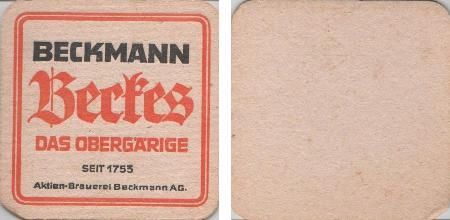 BECKMANN
Beckes
DAS OBERGÄRIGE
SEIT 1753
Aktien-Brauerei Beckmann AG.